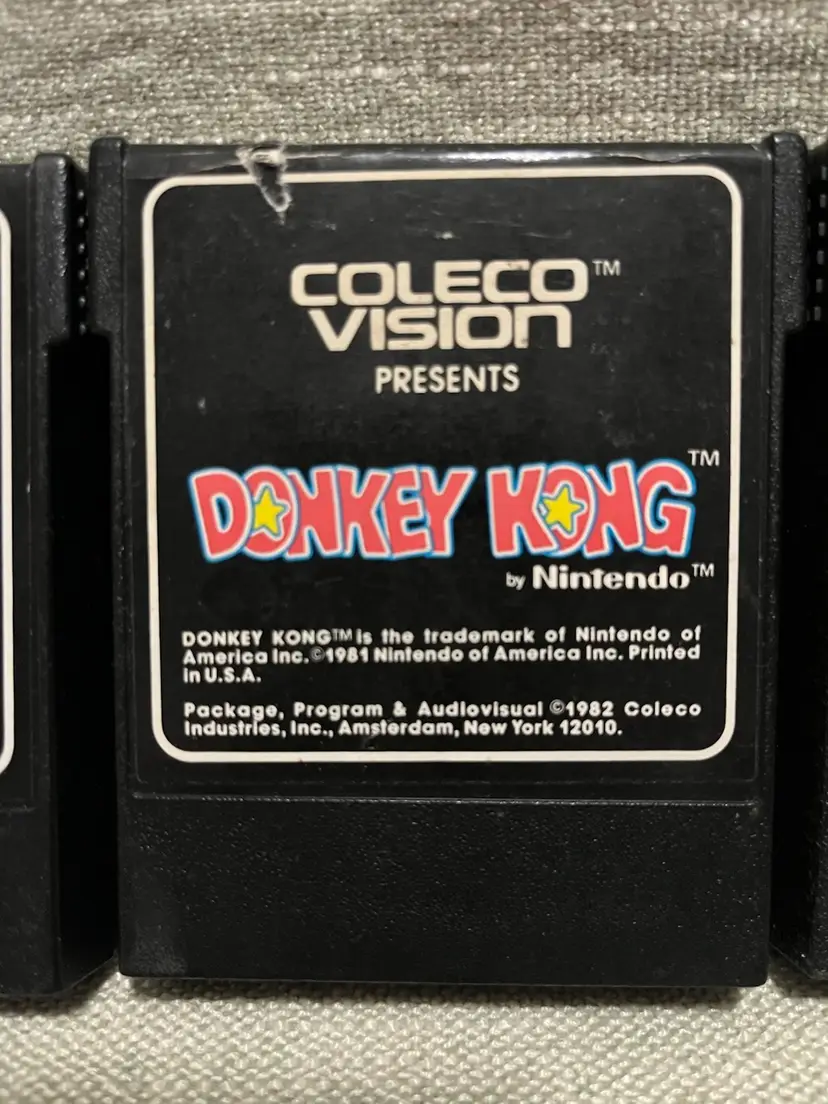 COLECO™
VISION
PRESENTS
DONKEY KONG™
by Nintendo™
DONKEY KONG™ is the trademark of Nintendo of
America Inc. ©1981 Nintendo of America Inc. Printed
in U.S.A.
Package, Program & Audiovisual ©1982 Coleco
Industries, Inc., Amsterdam, New York 12010.